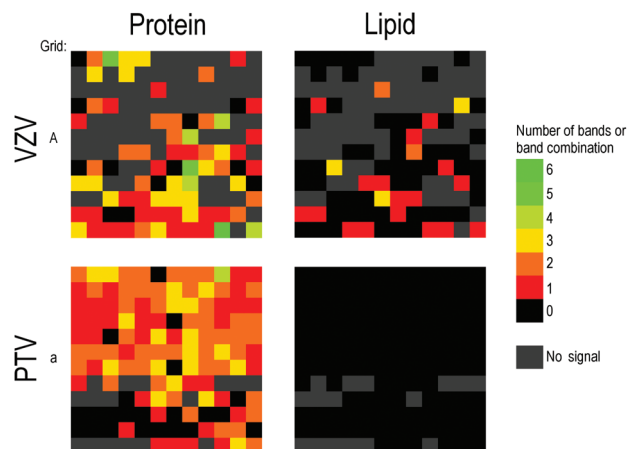 Protein
Lipid
Grid:
VZV
A
Number of bands or
band combination
6
5
4
3
2
1
0
No signal
PTV
a